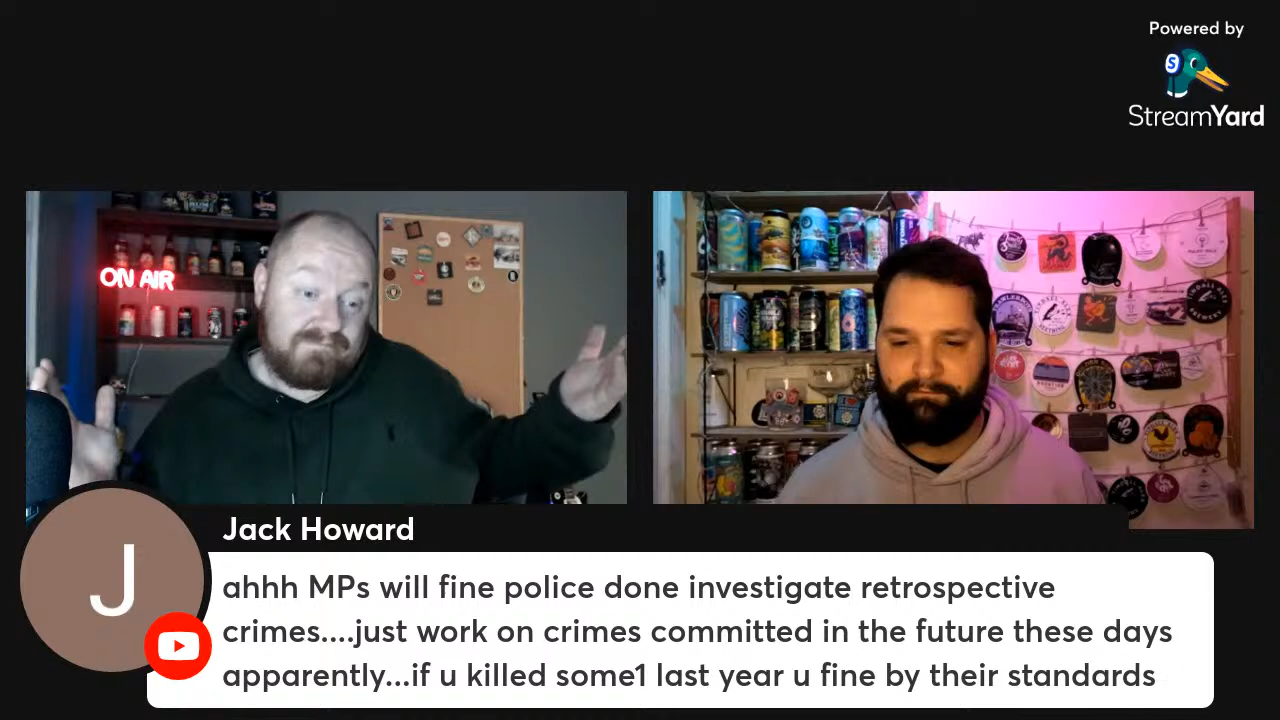 Powered by
S
StreamYard
ON AIR
Jack Howard
J
ahhh MPs will fine police done investigate retrospective
crimes....just work on crimes committed in the future these days
apparently...if u killed some1 last year u fine by their standards